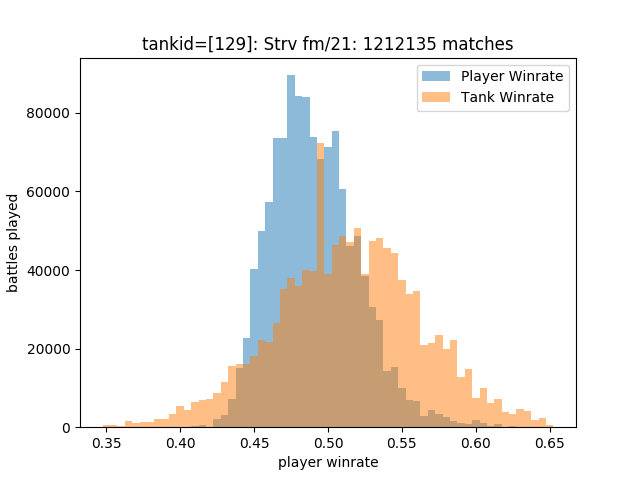 tankid=[129]: Strv fm/21: 1212135 matches
Player Winrate
Tank Winrate
80000
60000
40000
20000
0
battles played
0.35 0.40 0.45 0.50 0.55 0.60 0.65
player winrate